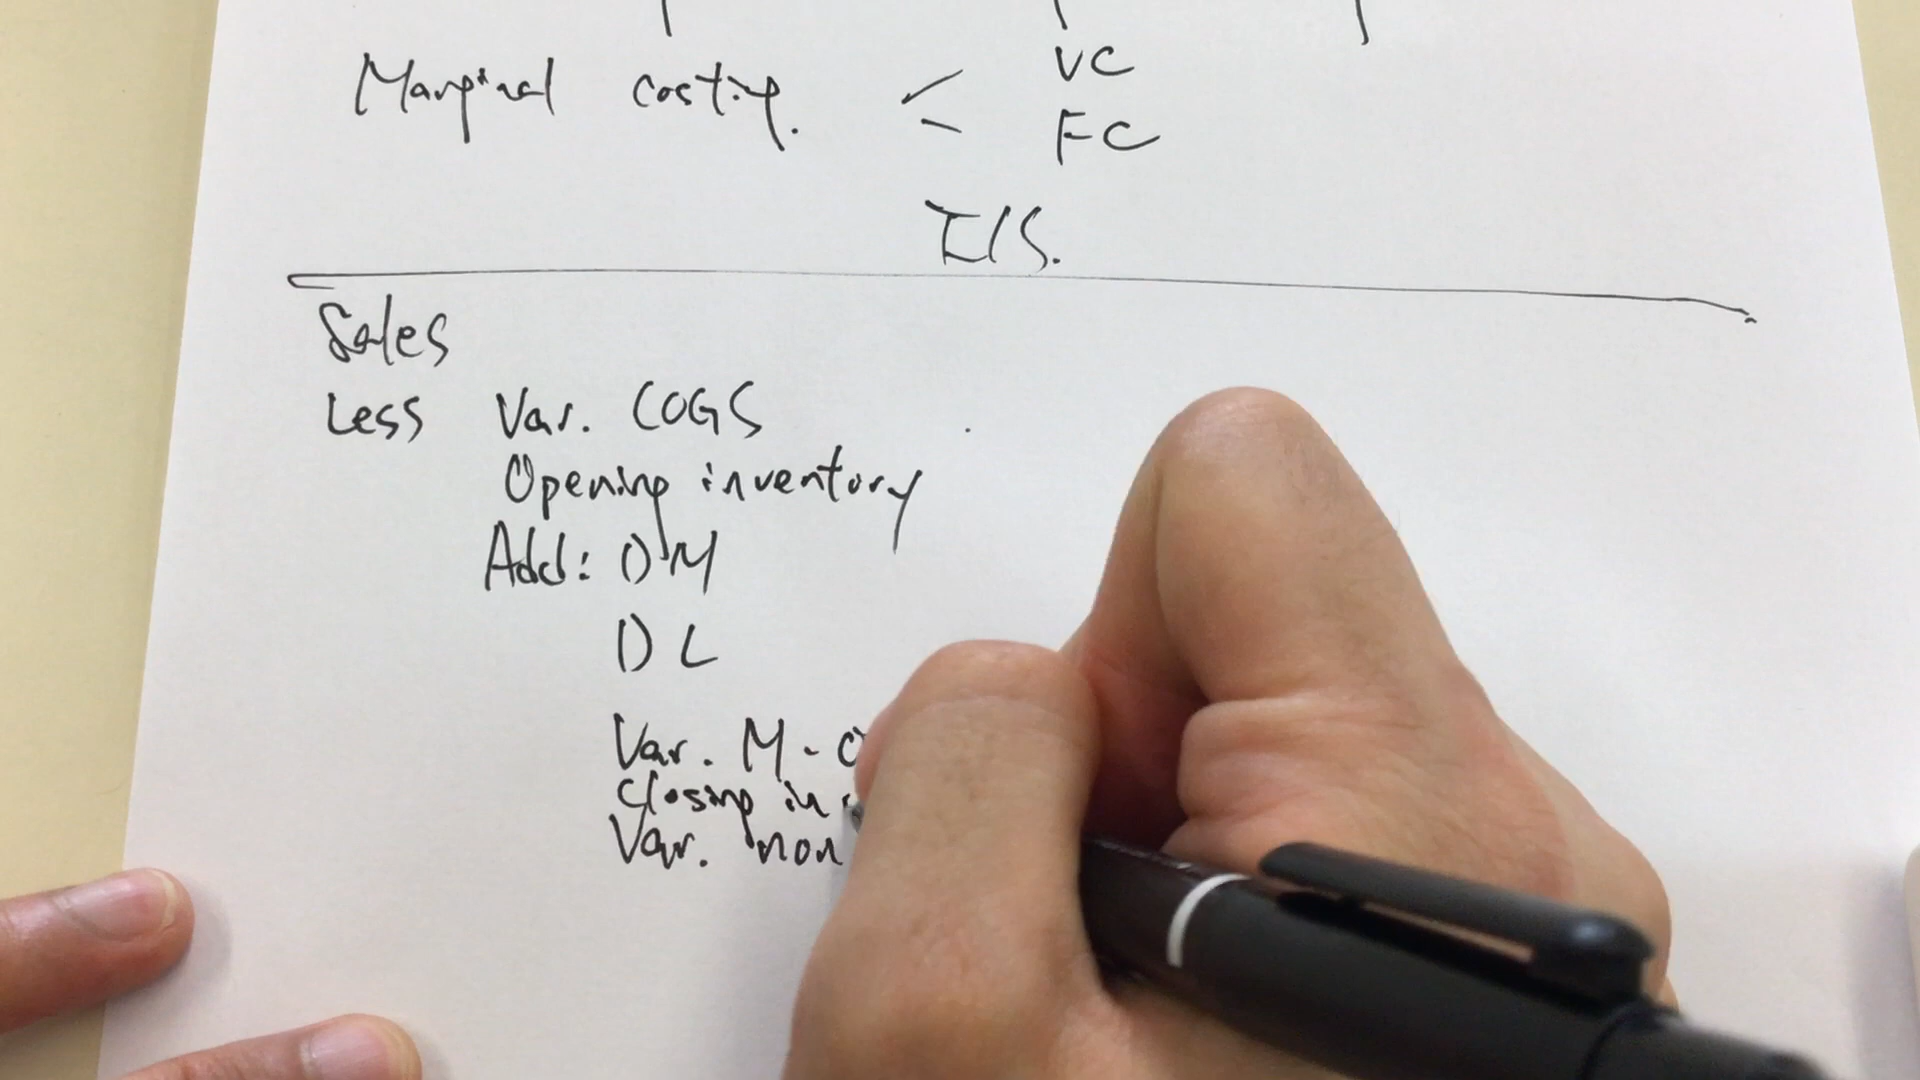 Marginal costing. < VC
FC
I/S.
Sales
Less Var. COGS
Opening inventory
Add: DM
DL
Var. M-O
Closing in
Var. non